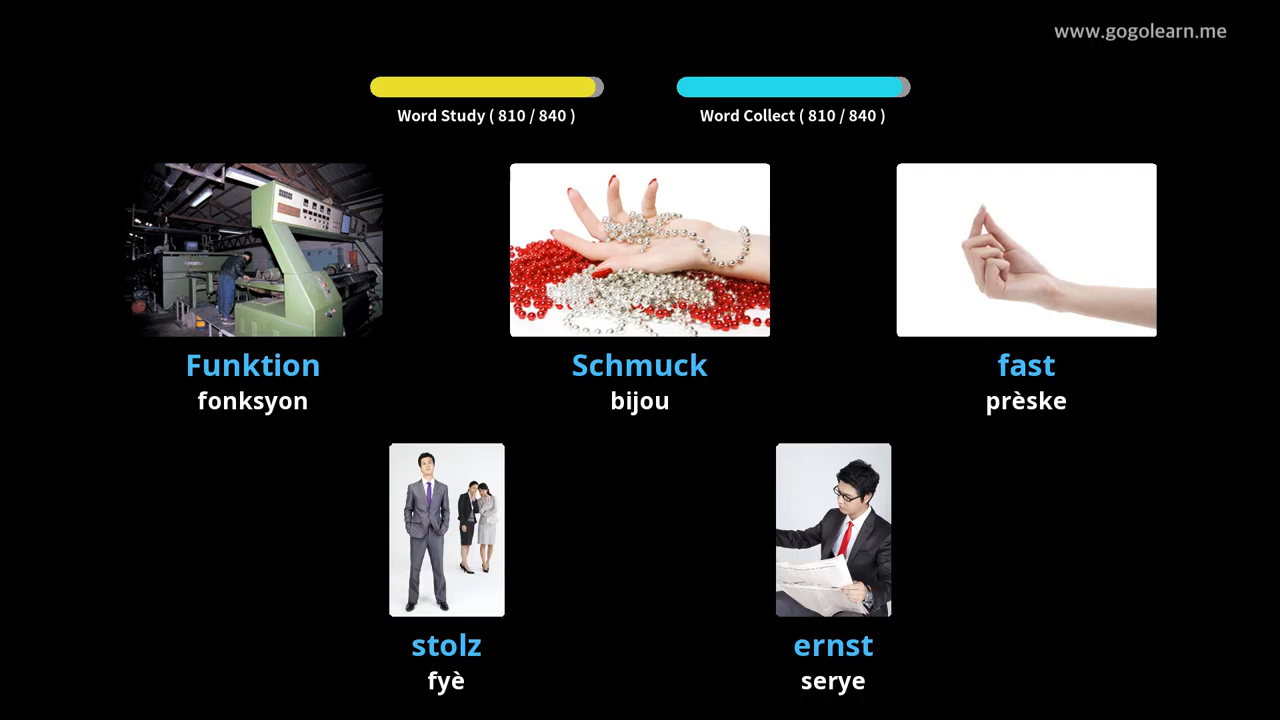 www.gogolearn.me
Word Study ( 810 / 840 )
Word Collect ( 810 / 840 )
Funktion
fonksyon
Schmuck
bijou
fast
prèske
stolz
fyè
ernst
serye